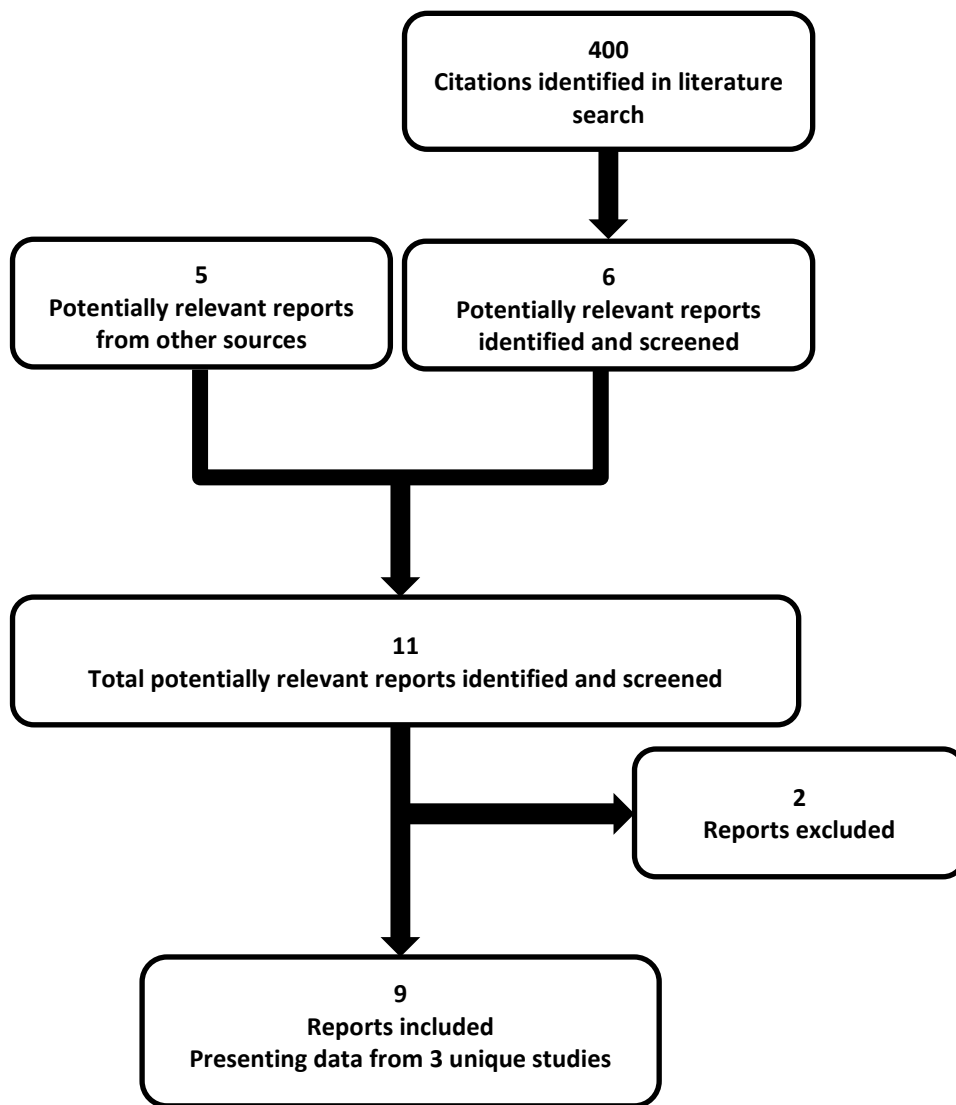 400
Citations identified in literature
search
5
Potentially relevant reports
from other sources
6
Potentially relevant reports
identified and screened
11
Total potentially relevant reports identified and screened
2
Reports excluded
9
Reports included
Presenting data from 3 unique studies